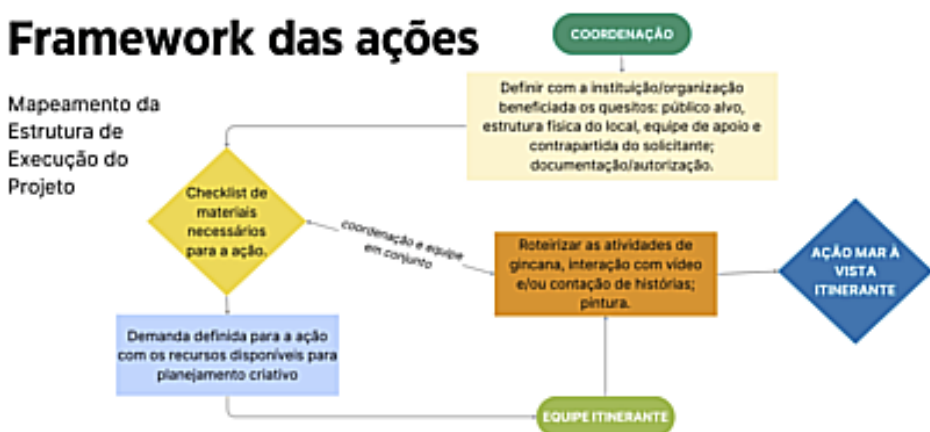 Framework das ações
Mapeamento da
Estrutura de
Execução do
Projeto
COORDENAÇÃO
Definir com a instituição/organização
beneficiada os quesitos: público alvo,
estrutura física do local, equipe de apoio e
contrapartida do solicitante;
documentação/autorização.
Checklist de
materiais
necessários
para a ação.
coordenação e equipe
em conjunto
Roteirizar as atividades de
gincana, interação com vídeo
e/ou contação de histórias;
pintura.
AÇÃO MAR À
VISTA
ITINERANTE
Demanda definida para a ação
com os recursos disponíveis para
planejamento criativo
EQUIPE ITINERANTE